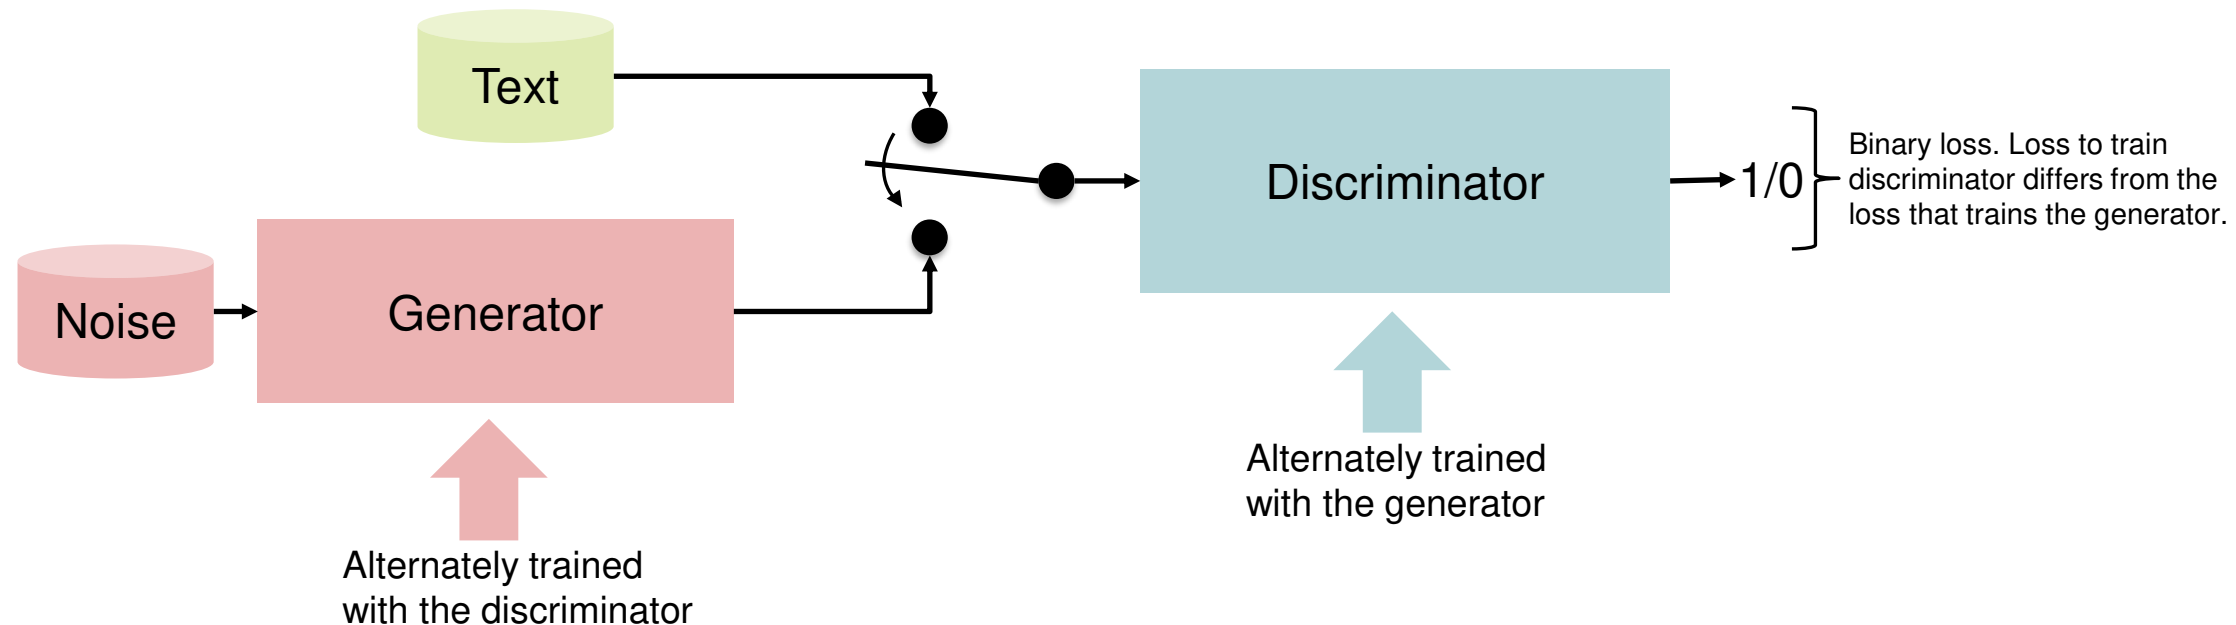 Text
Noise
Generator
Discriminator
1/0
Binary loss. Loss to train
discriminator differs from the
loss that trains the generator.
Alternately trained
with the discriminator
Alternately trained
with the generator